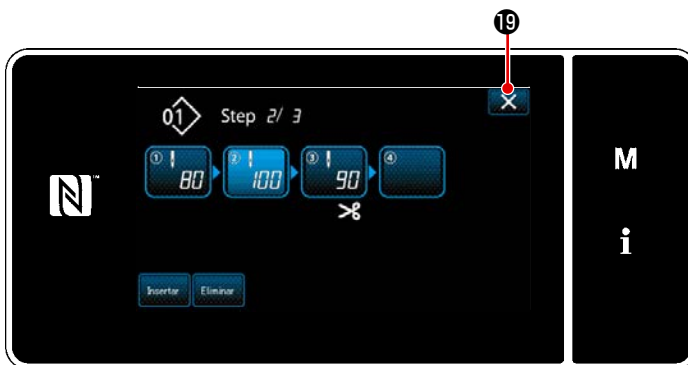 ⓳
01 Step 2/ 3
① 80 ② 100 ③ 90 ④
M
i
Insertar Eliminar